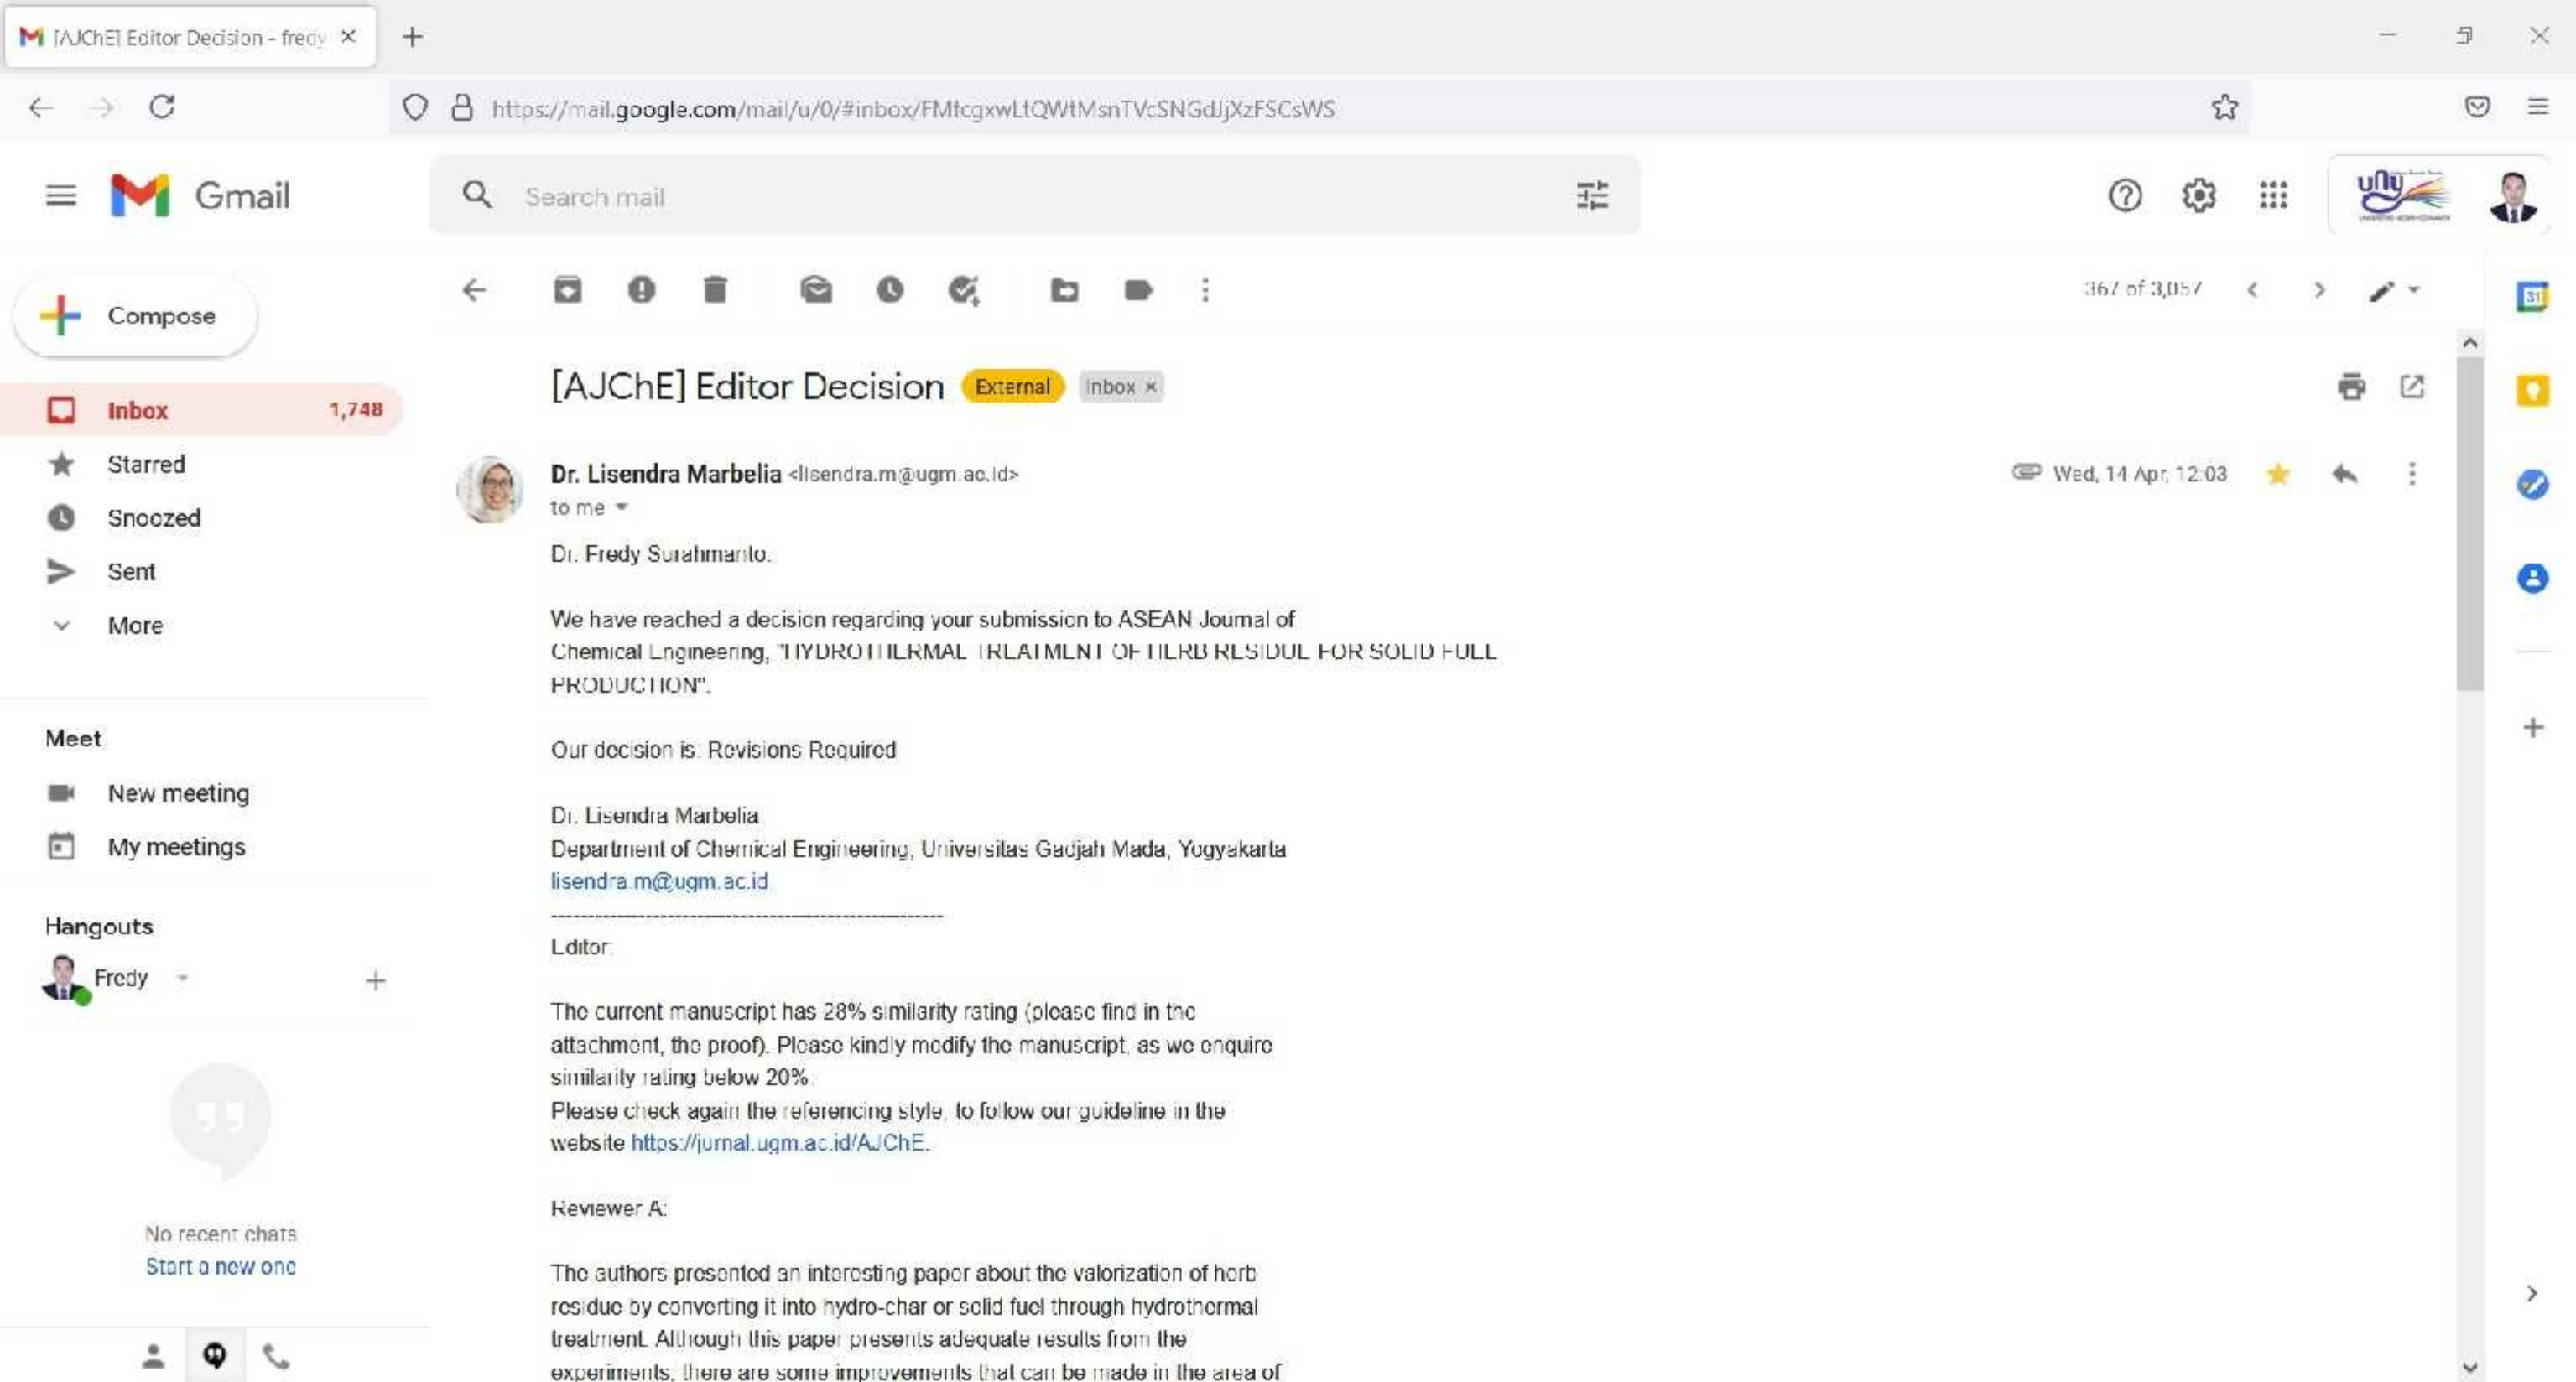 [AJChE] Editor Decision - fredy
https://mail.google.com/mail/u/0/#inbox/FMfcgxwLtQWtMsnTVcSNGdJjXzFSCsWS
Gmail
Search mail
uny
Compose
367 of 3,057
31
[AJChE] Editor Decision External Inbox ×
Inbox 1,748
Starred
Snoozed
Sent
More
Dr. Lisendra Marbelia <lisendra.m@ugm.ac.id>
Wed, 14 Apr, 12:03
to me
Dr. Fredy Surahmanto:
We have reached a decision regarding your submission to ASEAN Journal of
Chemical Engineering, "HYDROTHERMAL TREATMENT OF HERB RESIDUE FOR SOLID FUEL
PRODUCTION".
Our decision is: Revisions Required
Dr. Lisendra Marbelia
Department of Chemical Engineering, Universitas Gadjah Mada, Yogyakarta
lisendra.m@ugm.ac.id
------------------------------------------------------
Editor:
The current manuscript has 28% similarity rating (please find in the
attachment, the proof). Please kindly modify the manuscript, as we enquire
similarity rating below 20%.
Please check again the referencing style, to follow our guideline in the
website https://jurnal.ugm.ac.id/AJChE.
Reviewer A:
The authors presented an interesting paper about the valorization of herb
residue by converting it into hydro-char or solid fuel through hydrothermal
treatment. Although this paper presents adequate results from the
experiments, there are some improvements that can be made in the area of
Meet
New meeting
My meetings
Hangouts
Fredy
No recent chats
Start a new one